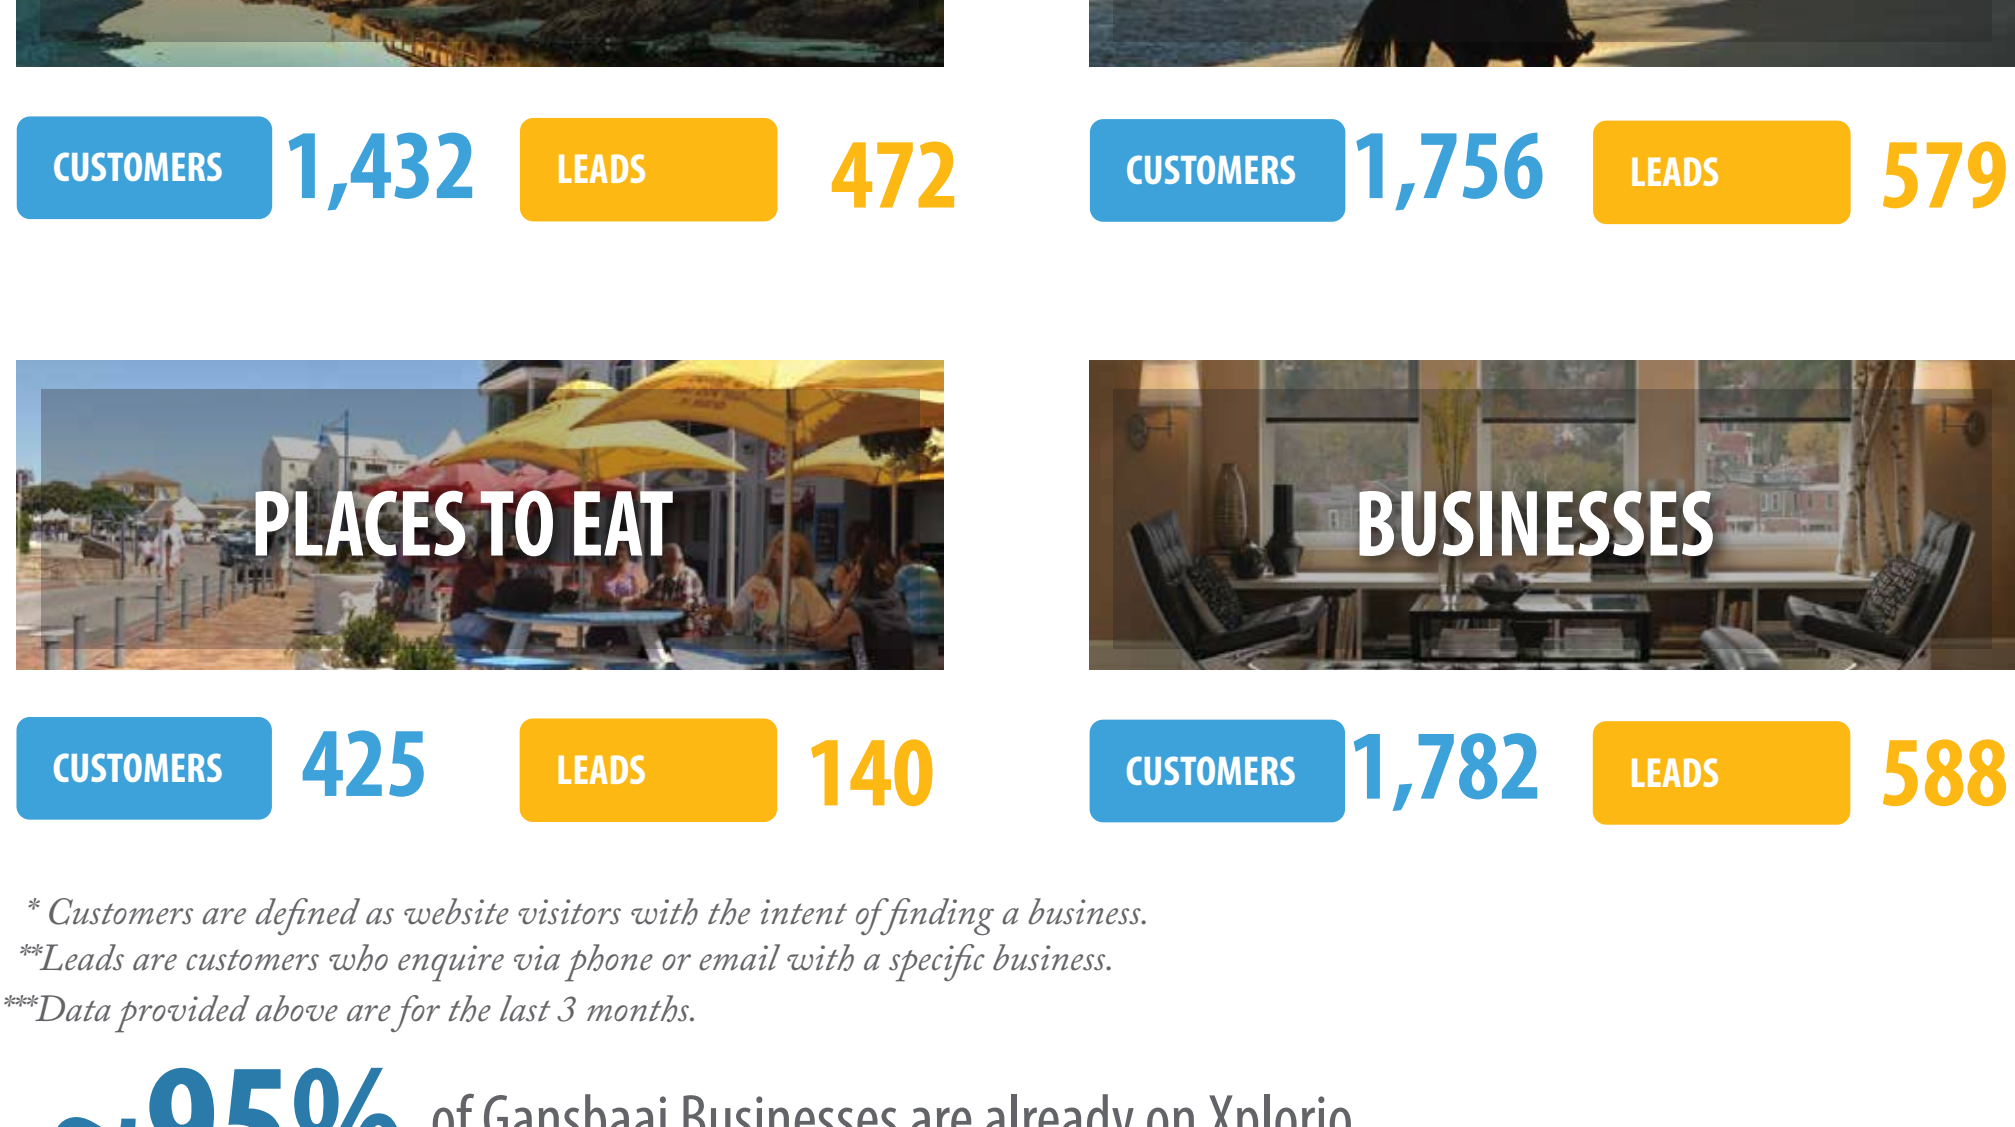 CUSTOMERS 1,432 LEADS 472 CUSTOMERS 1,756 LEADS 579
PLACES TO EAT BUSINESSES
CUSTOMERS 425 LEADS 140 CUSTOMERS 1,782 LEADS 588
* Customers are defined as website visitors with the intent of finding a business.
**Leads are customers who enquire via phone or email with a specific business.
***Data provided above are for the last 3 months.
~95% of Gansbaai Businesses are already on Xplorio